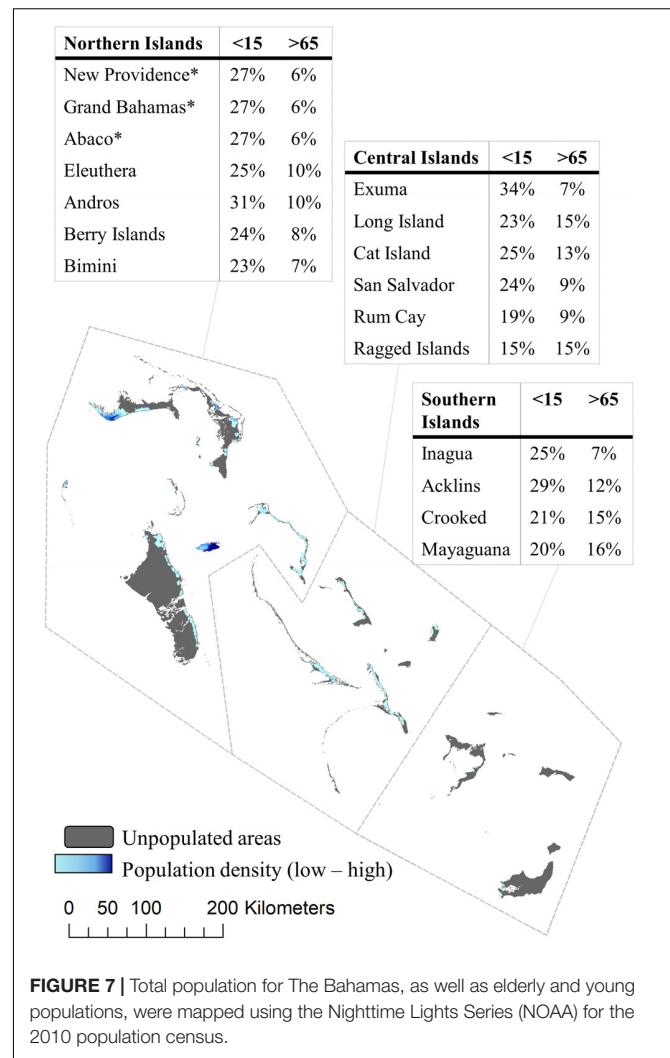 Northern Islands <15 >65
New Providence* 27% 6%
Grand Bahamas* 27% 6%
Abaco* 27% 6%
Eleuthera 25% 10%
Andros 31% 10%
Berry Islands 24% 8%
Bimini 23% 7%
Central Islands <15 >65
Exuma 34% 7%
Long Island 23% 15%
Cat Island 25% 13%
San Salvador 24% 9%
Rum Cay 19% 9%
Ragged Islands 15% 15%
Southern <15 >65
Islands
Inagua 25% 7%
Acklins 29% 12%
Crooked 21% 15%
Mayaguana 20% 16%
Unpopulated areas
Population density (low – high)
0 50 100 200 Kilometers
FIGURE 7 | Total population for The Bahamas, as well as elderly and young
populations, were mapped using the Nighttime Lights Series (NOAA) for the
2010 population census.